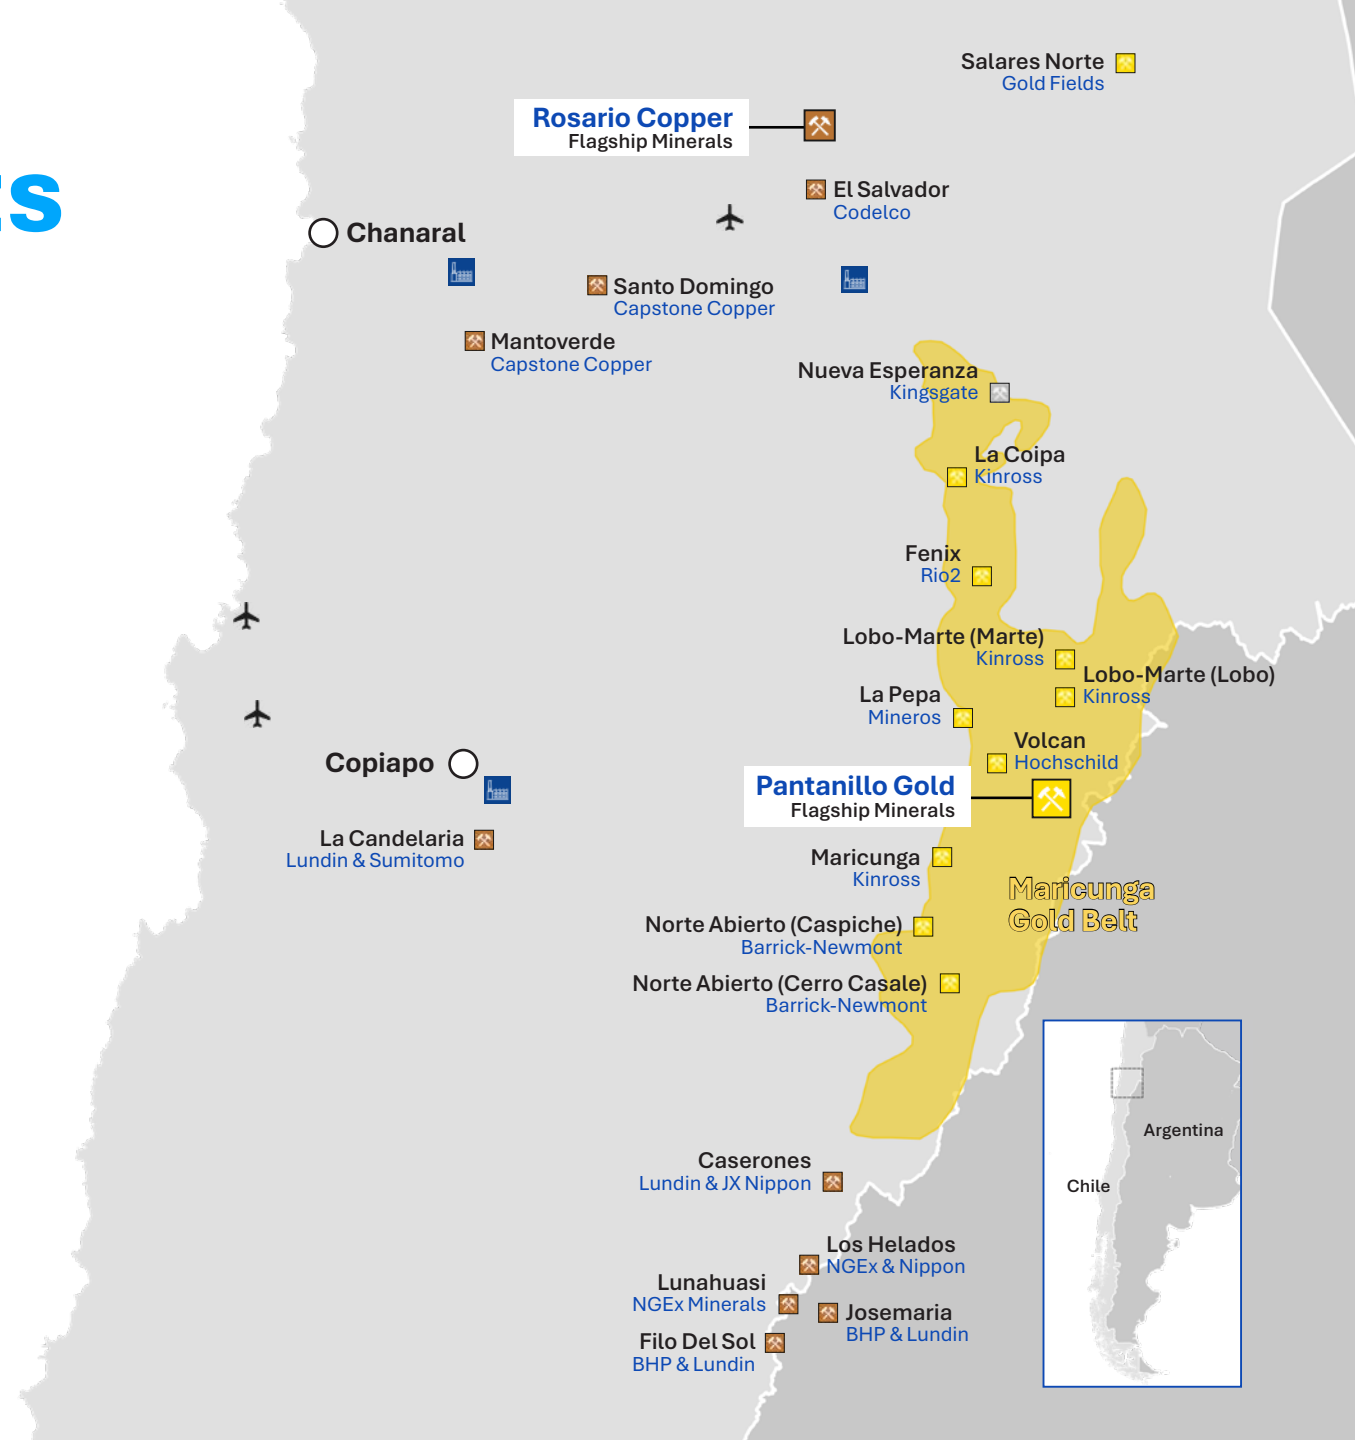 Salares Norte
Gold Fields
Rosario Copper
Flagship Minerals
ts
El Salvador
Codelco
Chanaral
Santo Domingo
Capstone Copper
Mantoverde
Capstone Copper
Nueva Esperanza
Kingsgate
La Coipa
Kinross
Fenix
Rio2
Lobo-Marte (Marte)
Kinross
Lobo-Marte (Lobo)
Kinross
La Pepa
Mineros
Volcan
Hochschild
Copiapo
Pantanillo Gold
Flagship Minerals
La Candelaria
Lundin & Sumitomo
Maricunga
Kinross
Maricunga
Gold Belt
Norte Abierto (Caspiche)
Barrick-Newmont
Norte Abierto (Cerro Casale)
Barrick-Newmont
Argentina
Chile
Caserones
Lundin & JX Nippon
Los Helados
NGEx & Nippon
Lunahuasi
NGEx Minerals
Josemaria
BHP & Lundin
Filo Del Sol
BHP & Lundin